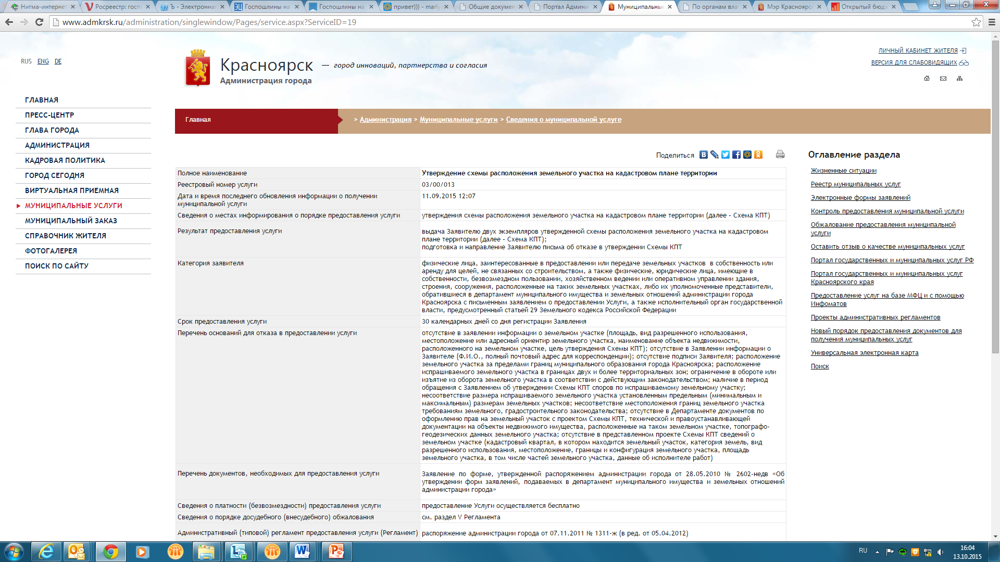 Нигма-интернет
Росреестр: госп
Ъ - Электронная
Госпошлины на
Госпошлины на
привет))) - marly
Общие докумен
Портал Админи
Муниципальны
По органам вла
Мэр Красноярск
Открытый бюдж
www.admkrsk.ru/administration/singlewindow/Pages/service.aspx?ServiceID=19
RUS ENG DE
Красноярск — город инноваций, партнерства и согласия
Администрация города
ЛИЧНЫЙ КАБИНЕТ ЖИТЕЛЯ
ВЕРСИЯ ДЛЯ СЛАБОВИДЯЩИХ
ГЛАВНАЯ
ПРЕСС-ЦЕНТР
ГЛАВА ГОРОДА
АДМИНИСТРАЦИЯ
КАДРОВАЯ ПОЛИТИКА
ГОРОД СЕГОДНЯ
ВИРТУАЛЬНАЯ ПРИЕМНАЯ
МУНИЦИПАЛЬНЫЕ УСЛУГИ
МУНИЦИПАЛЬНЫЙ ЗАКАЗ
СПРАВОЧНИК ЖИТЕЛЯ
ФОТОГАЛЕРЕЯ
ПОИСК ПО САЙТУ
Главная > Администрация > Муниципальные услуги > Сведения о муниципальной услуге
Поделиться
Полное наименование
Утверждение схемы расположения земельного участка на кадастровом плане территории
Реестровый номер услуги
03/00/013
Дата и время последнего обновления информации о получении
муниципальной услуги
11.09.2015 12:07
Сведения о местах информирования о порядке предоставления услуги
утверждения схемы расположения земельного участка на кадастровом плане территории (далее - Схема КПТ)
Результат предоставления услуги
выдача Заявителю двух экземпляров утвержденной схемы расположения земельного участка на кадастровом
плане территории (далее - Схема КПТ);
подготовка и направление Заявителю письма об отказе в утверждении Схемы КПТ
Категория заявителя
физические лица, заинтересованные в предоставлении или передаче земельных участков в собственность или
аренду для целей, не связанных со строительством, а также физические, юридические лица, имеющие в
собственности, безвозмездном пользовании, хозяйственном ведении или оперативном управлении здания,
строения, сооружения, расположенные на таких земельных участках, либо их уполномоченные представители,
обратившиеся в департамент муниципального имущества и земельных отношений администрации города
Красноярска с письменным заявлением о предоставлении Услуги, а также исполнительный орган государственной
власти, предусмотренный статьей 29 Земельного кодекса Российской Федерации
Срок предоставления услуги
30 календарных дней со дня регистрации Заявления
Перечень оснований для отказа в предоставлении услуги
отсутствие в заявлении информации о земельном участке (площадь, вид разрешенного использования,
местоположение или адресный ориентир земельного участка, наименование объекта недвижимости,
расположенного на земельном участке, цель утверждения Схемы КПТ); отсутствие в Заявлении информации о
Заявителе (Ф.И.О., полный почтовый адрес для корреспонденции); отсутствие подписи Заявителя; расположение
земельного участка за пределами границ муниципального образования города Красноярска; расположение
испрашиваемого земельного участка в границах двух и более территориальных зон; ограничение в обороте или
изъятие из оборота земельного участка в соответствии с действующим законодательством; наличие в период
обращения с Заявлением об утверждении Схемы КПТ споров по испрашиваемому земельному участку;
несоответствие размера испрашиваемого земельного участка установленным предельным (минимальным и
максимальным) размерам земельных участков; несоответствие местоположения границ земельного участка
требованиям земельного, градостроительного законодательства; отсутствие в Департаменте документов по
оформлению прав на земельный участок с проектом Схемы КПТ, технической и правоустанавливающей
документации на объекты недвижимого имущества, расположенные на таком земельном участке, топографо-
геодезических данных земельного участка; отсутствие в представленном проекте Схемы КПТ сведений о
земельном участке (кадастровый квартал, в котором находится земельный участок, категория земель, вид
разрешенного использования, местоположение, границы и конфигурация земельного участка, площадь
земельного участка, в том числе частей земельного участка, данные об исполнителе работ)
Перечень документов, необходимых для предоставления услуги
Заявление по форме, утвержденной распоряжением администрации города от 28.05.2010 № 2602-недв «Об
утверждении форм заявлений, подаваемых в департамент муниципального имущества и земельных отношений
администрации города»
Сведения о платности (безвозмездности) предоставления услуги
предоставление Услуги осуществляется бесплатно
Сведения о порядке досудебного (внесудебного) обжалования
см. раздел V Регламента
Административный (типовой) регламент предоставления услуги (Регламент)
распоряжение администрации города от 07.11.2011 № 1311-ж (в ред. от 05.04.2012)
Оглавление раздела
Жизненные ситуации
Реестр муниципальных услуг
Электронные формы заявлений
Контроль предоставления муниципальной услуги
Обжалование предоставления муниципальной
услуги
Оставить отзыв о качестве муниципальных услуг
Портал государственных и муниципальных услуг РФ
Портал государственных и муниципальных услуг
Красноярского края
Предоставление услуг на базе МФЦ и с помощью
Инфоматов
Проекты административных регламентов
Новый порядок предоставления документов для
получения муниципальных услуг
Универсальная электронная карта
Поиск
RU
16:04
13.10.2015